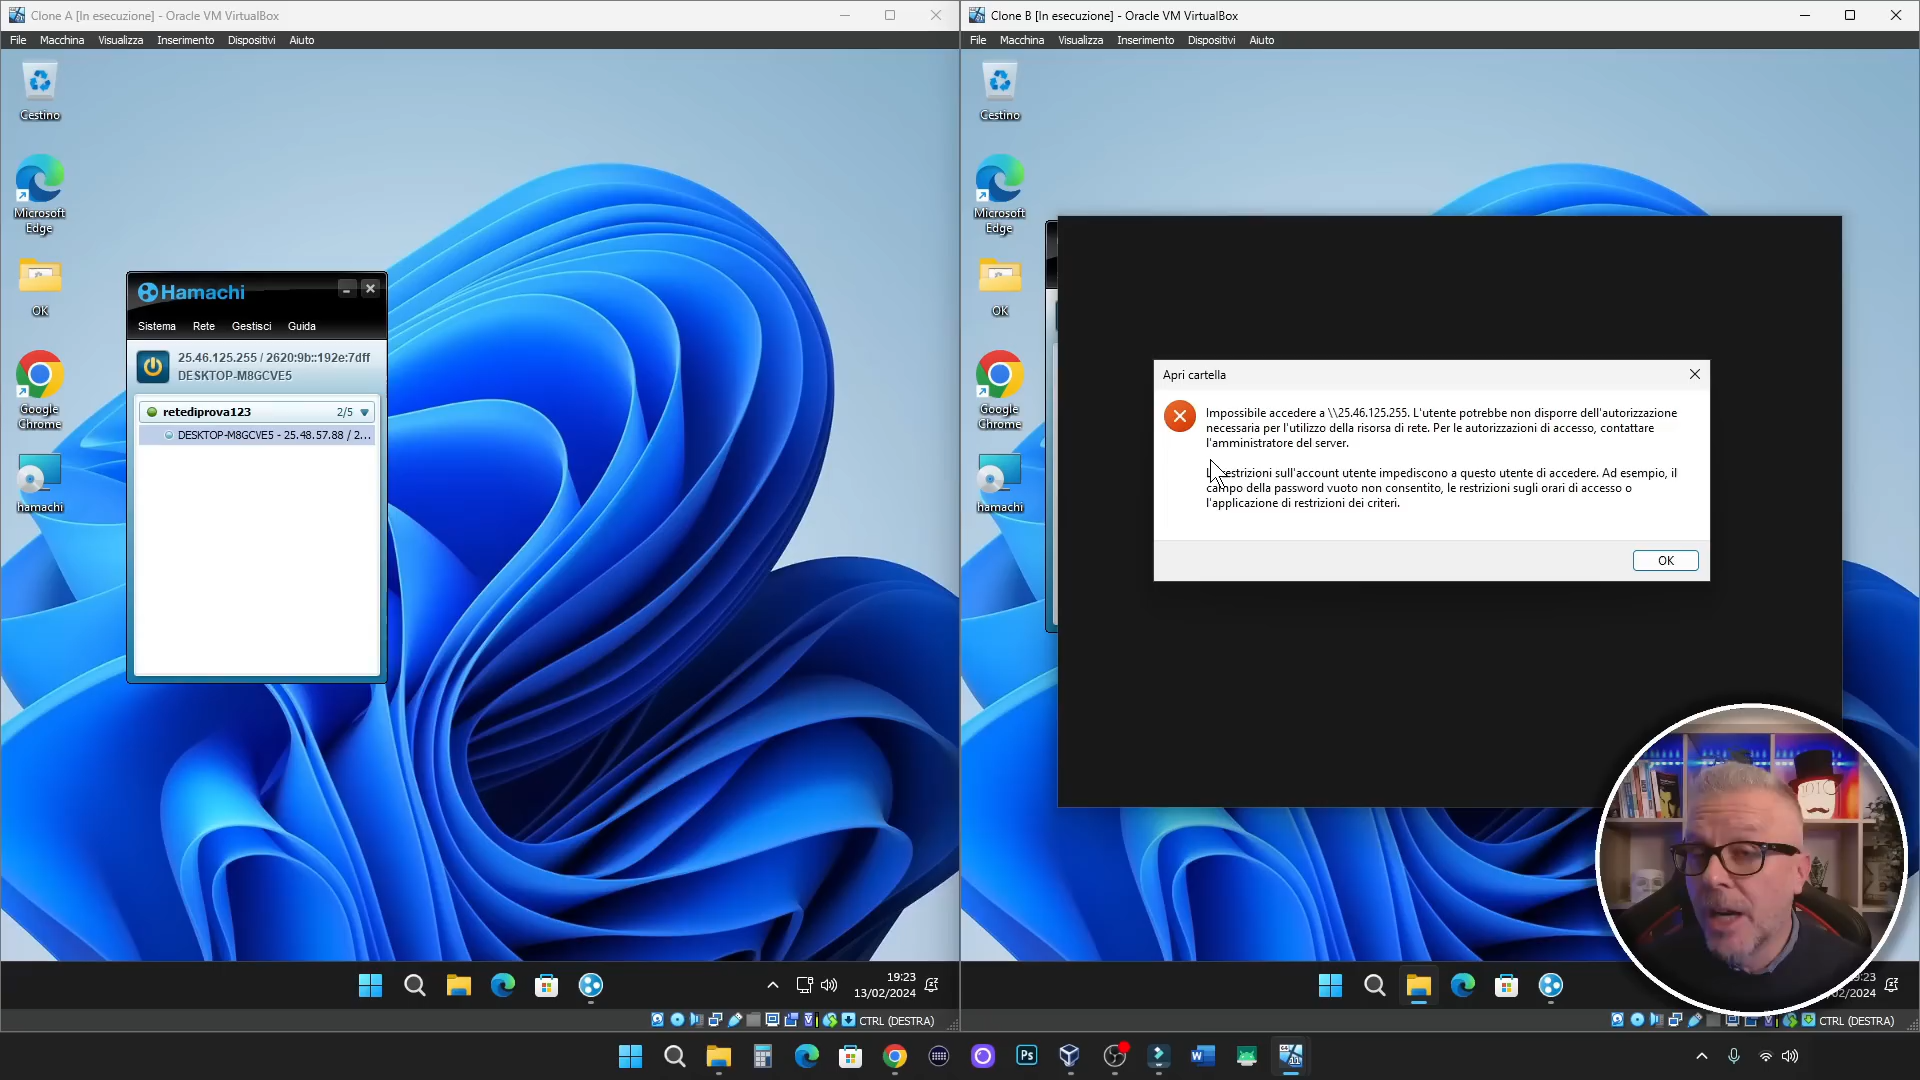 Clone A [In esecuzione] - Oracle VM VirtualBox
File Macchina Visualizza Inserimento Dispositivi Aiuto
Cestino
Microsoft
Edge
OK
Google
Chrome
hamachi
Hamachi
Sistema Rete Gestisci Guida
25.46.125.255 / 2620:9b::192e:7dff
DESKTOP-M8GCVE5
retediprova123 2/5
DESKTOP-M8GCVE5 - 25.48.57.88 / 2...
19:23
13/02/2024
CTRL (DESTRA)
Clone B [In esecuzione] - Oracle VM VirtualBox
File Macchina Visualizza Inserimento Dispositivi Aiuto
Cestino
Microsoft
Edge
OK
Google
Chrome
hamachi
Apri cartella
Impossibile accedere a \\25.46.125.255. L'utente potrebbe non disporre dell'autorizzazione
necessaria per l'utilizzo della risorsa di rete. Per le autorizzazioni di accesso, contattare
l'amministratore del server.
restrizioni sull'account utente impediscono a questo utente di accedere. Ad esempio, il
campo della password vuoto non consentito, le restrizioni sugli orari di accesso o
l'applicazione di restrizioni dei criteri.
OK
:23
/2024
CTRL (DESTRA)
Ps